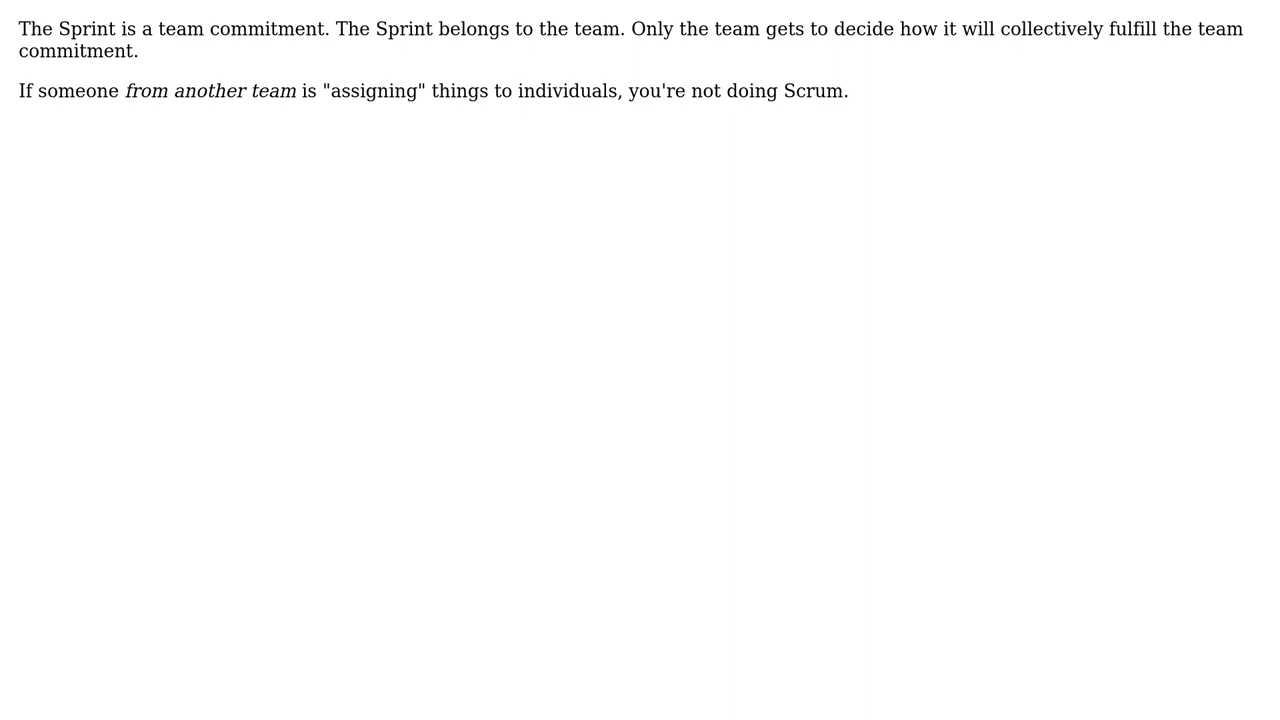 The Sprint is a team commitment. The Sprint belongs to the team. Only the team gets to decide how it will collectively fulfill the team
commitment.
If someone from another team is "assigning" things to individuals, you're not doing Scrum.